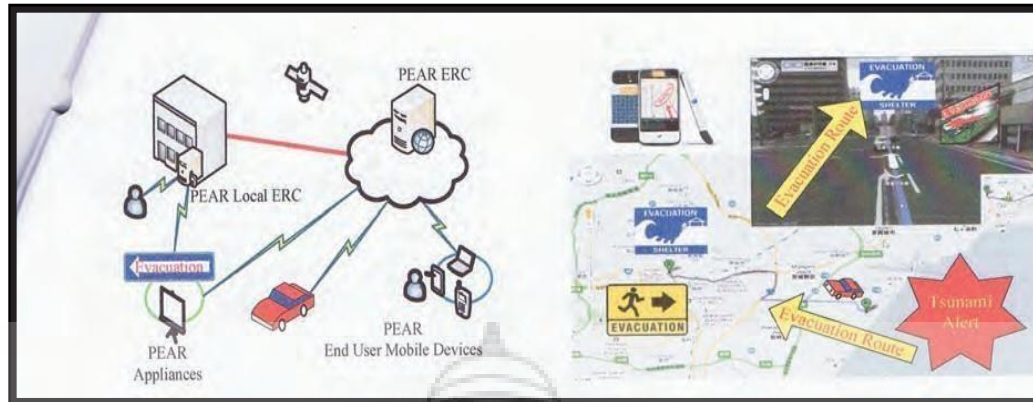 PEAR ERC
PEAR Local ERC
Evacuation
PEAR
Appliances
PEAR
End User Mobile Devices
EVACUATION
SHELTER
Evacuation Route
EVACUATION
SHELTER
EVACUATION
Evacuation Route
Tsunami
Alert